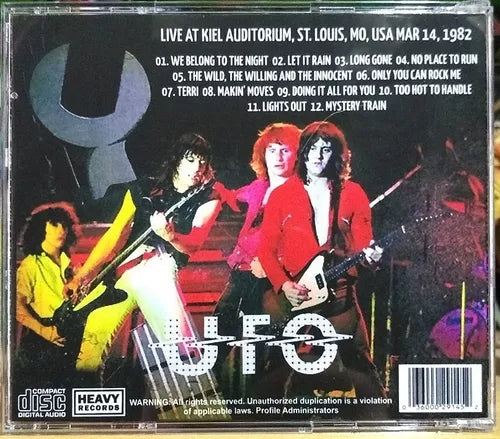 LIVE AT KIEL AUDITORIUM, ST. LOUIS, MO, USA MAR 14, 1982
01. WE BELONG TO THE NIGHT 02. LET IT RAIN 03. LONG GONE 04. NO PLACE TO RUN
05. THE WILD, THE WILLING AND THE INNOCENT 06. ONLY YOU CAN ROCK ME
07. TERRI 08. MAKIN' MOVES 09. DOING IT ALL FOR YOU 10. TOO HOT TO HANDLE
11. LIGHTS OUT 12. MYSTERY TRAIN
UFO
COMPACT
disc
DIGITAL AUDIO
HEAVY
RECORDS
WARNING: All rights reserved. Unauthorized duplication is a violation
of applicable laws. Profile Administrators
0 36000 29145 2